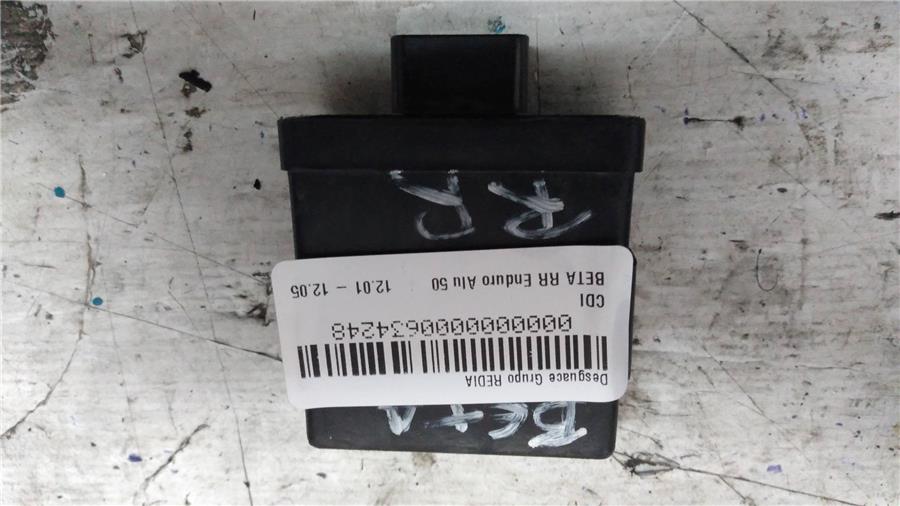 BETA
Desguace Grupo REDIA
0000000000634248
CDI
BETA RR Enduro Alu 50 12.01 - 12.05
RR